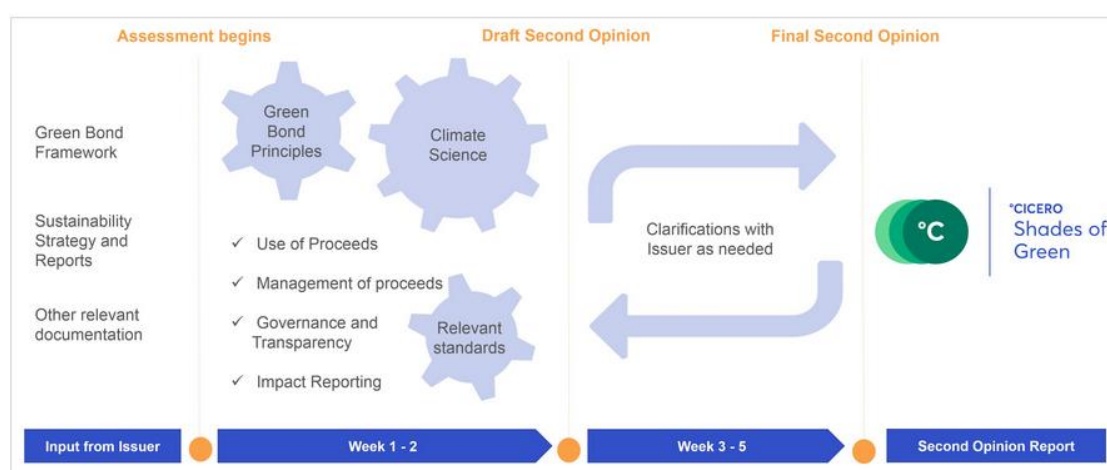 Assessment begins
Draft Second Opinion
Final Second Opinion
Green Bond
Framework
Sustainability
Strategy and
Reports
Other relevant
documentation
Green
Bond
Principles
Climate
Science
✓ Use of Proceeds
✓ Management of proceeds
✓ Governance and
Transparency
✓ Impact Reporting
Relevant
standards
Clarifications with
Issuer as needed
°C
°CICERO
Shades of
Green
Input from Issuer
Week 1 - 2
Week 3 - 5
Second Opinion Report